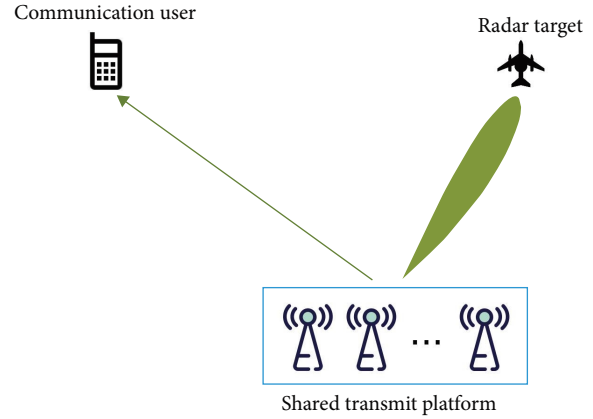 Communication user
Radar target
...
Shared transmit platform